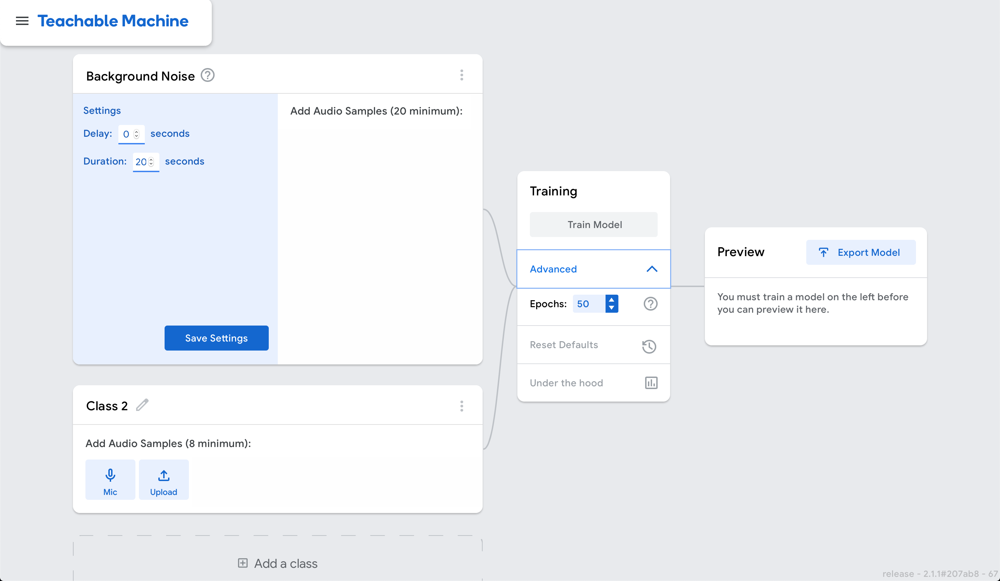 Teachable Machine
Background Noise
Settings
Delay: 0 seconds
Duration: 20 seconds
Save Settings
Add Audio Samples (20 minimum):
Class 2
Add Audio Samples (8 minimum):
Mic
Upload
Add a class
Training
Train Model
Advanced
Epochs: 50
Reset Defaults
Under the hood
Preview
Export Model
You must train a model on the left before
you can preview it here.
release - 2.1.1#207ab8 - 67